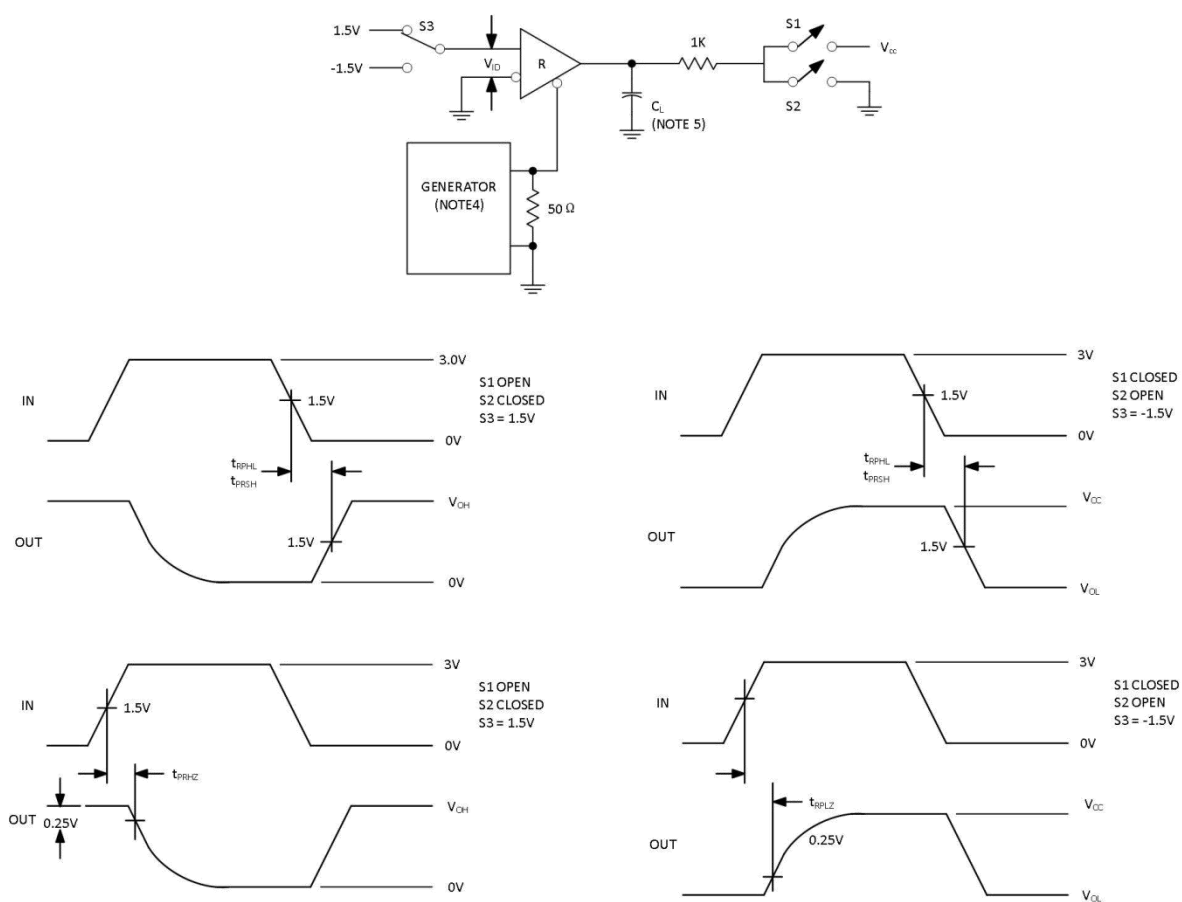 1.5V
S3
-1.5V
V_ID
R
1K
S1
V_cc
S2
C_L
(NOTE 5)
GENERATOR
(NOTE4)
50 Ω
IN
3.0V
1.5V
0V
S1 OPEN
S2 CLOSED
S3 = 1.5V
t_RPHL
t_PRSH
OUT
V_OH
1.5V
0V
IN
3V
1.5V
0V
S1 CLOSED
S2 OPEN
S3 = -1.5V
t_RPHL
t_PRSH
OUT
V_CC
1.5V
V_OL
IN
3V
1.5V
0V
S1 OPEN
S2 CLOSED
S3 = 1.5V
t_PRHZ
OUT
0.25V
V_OH
0V
IN
3V
0V
S1 CLOSED
S2 OPEN
S3 = -1.5V
t_RPLZ
OUT
0.25V
V_CC
V_OL